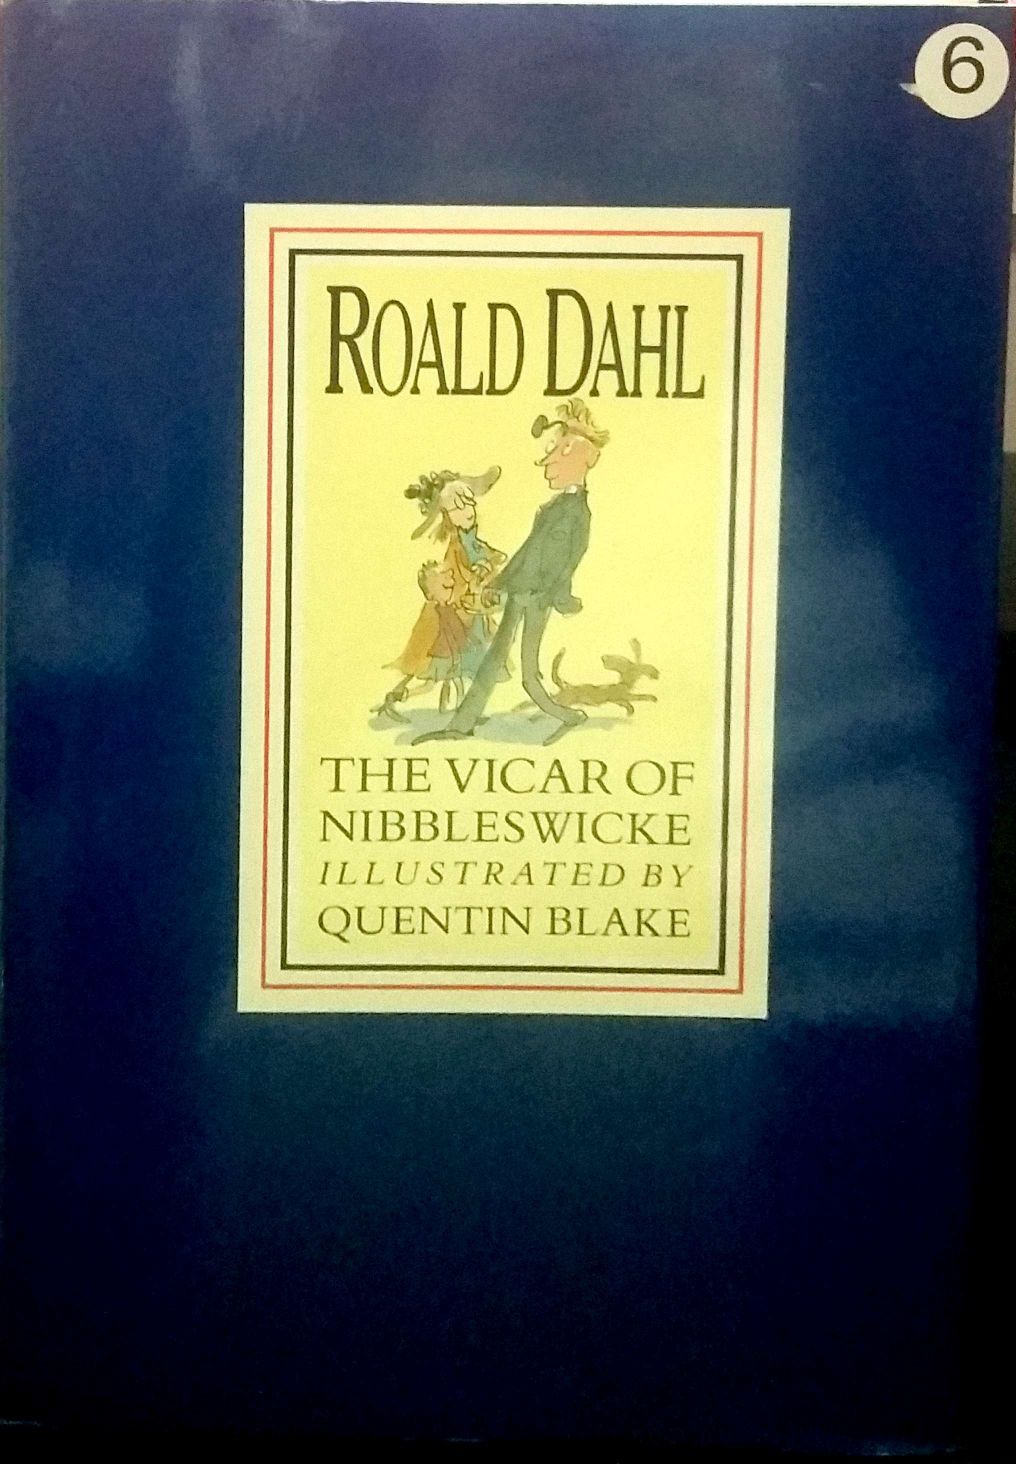 6
ROALD DAHL
THE VICAR OF
NIBBLESWICKE
ILLUSTRATED BY
QUENTIN BLAKE